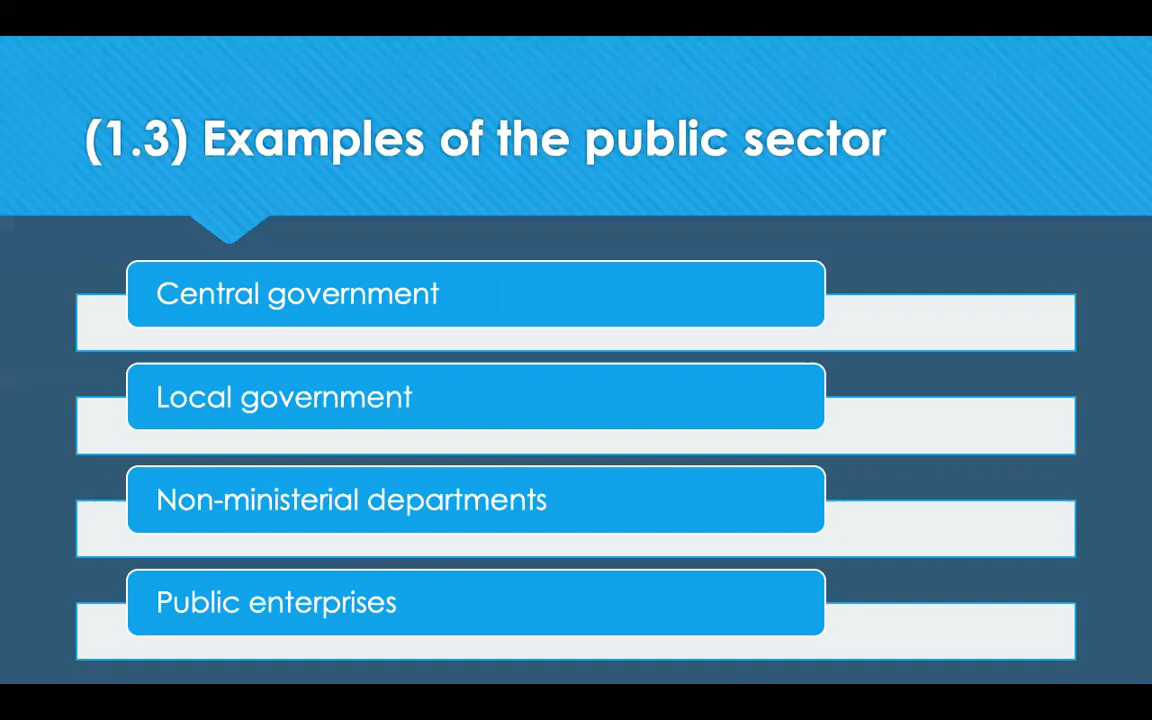 (1.3) Examples of the public sector
Central government
Local government
Non-ministerial departments
Public enterprises